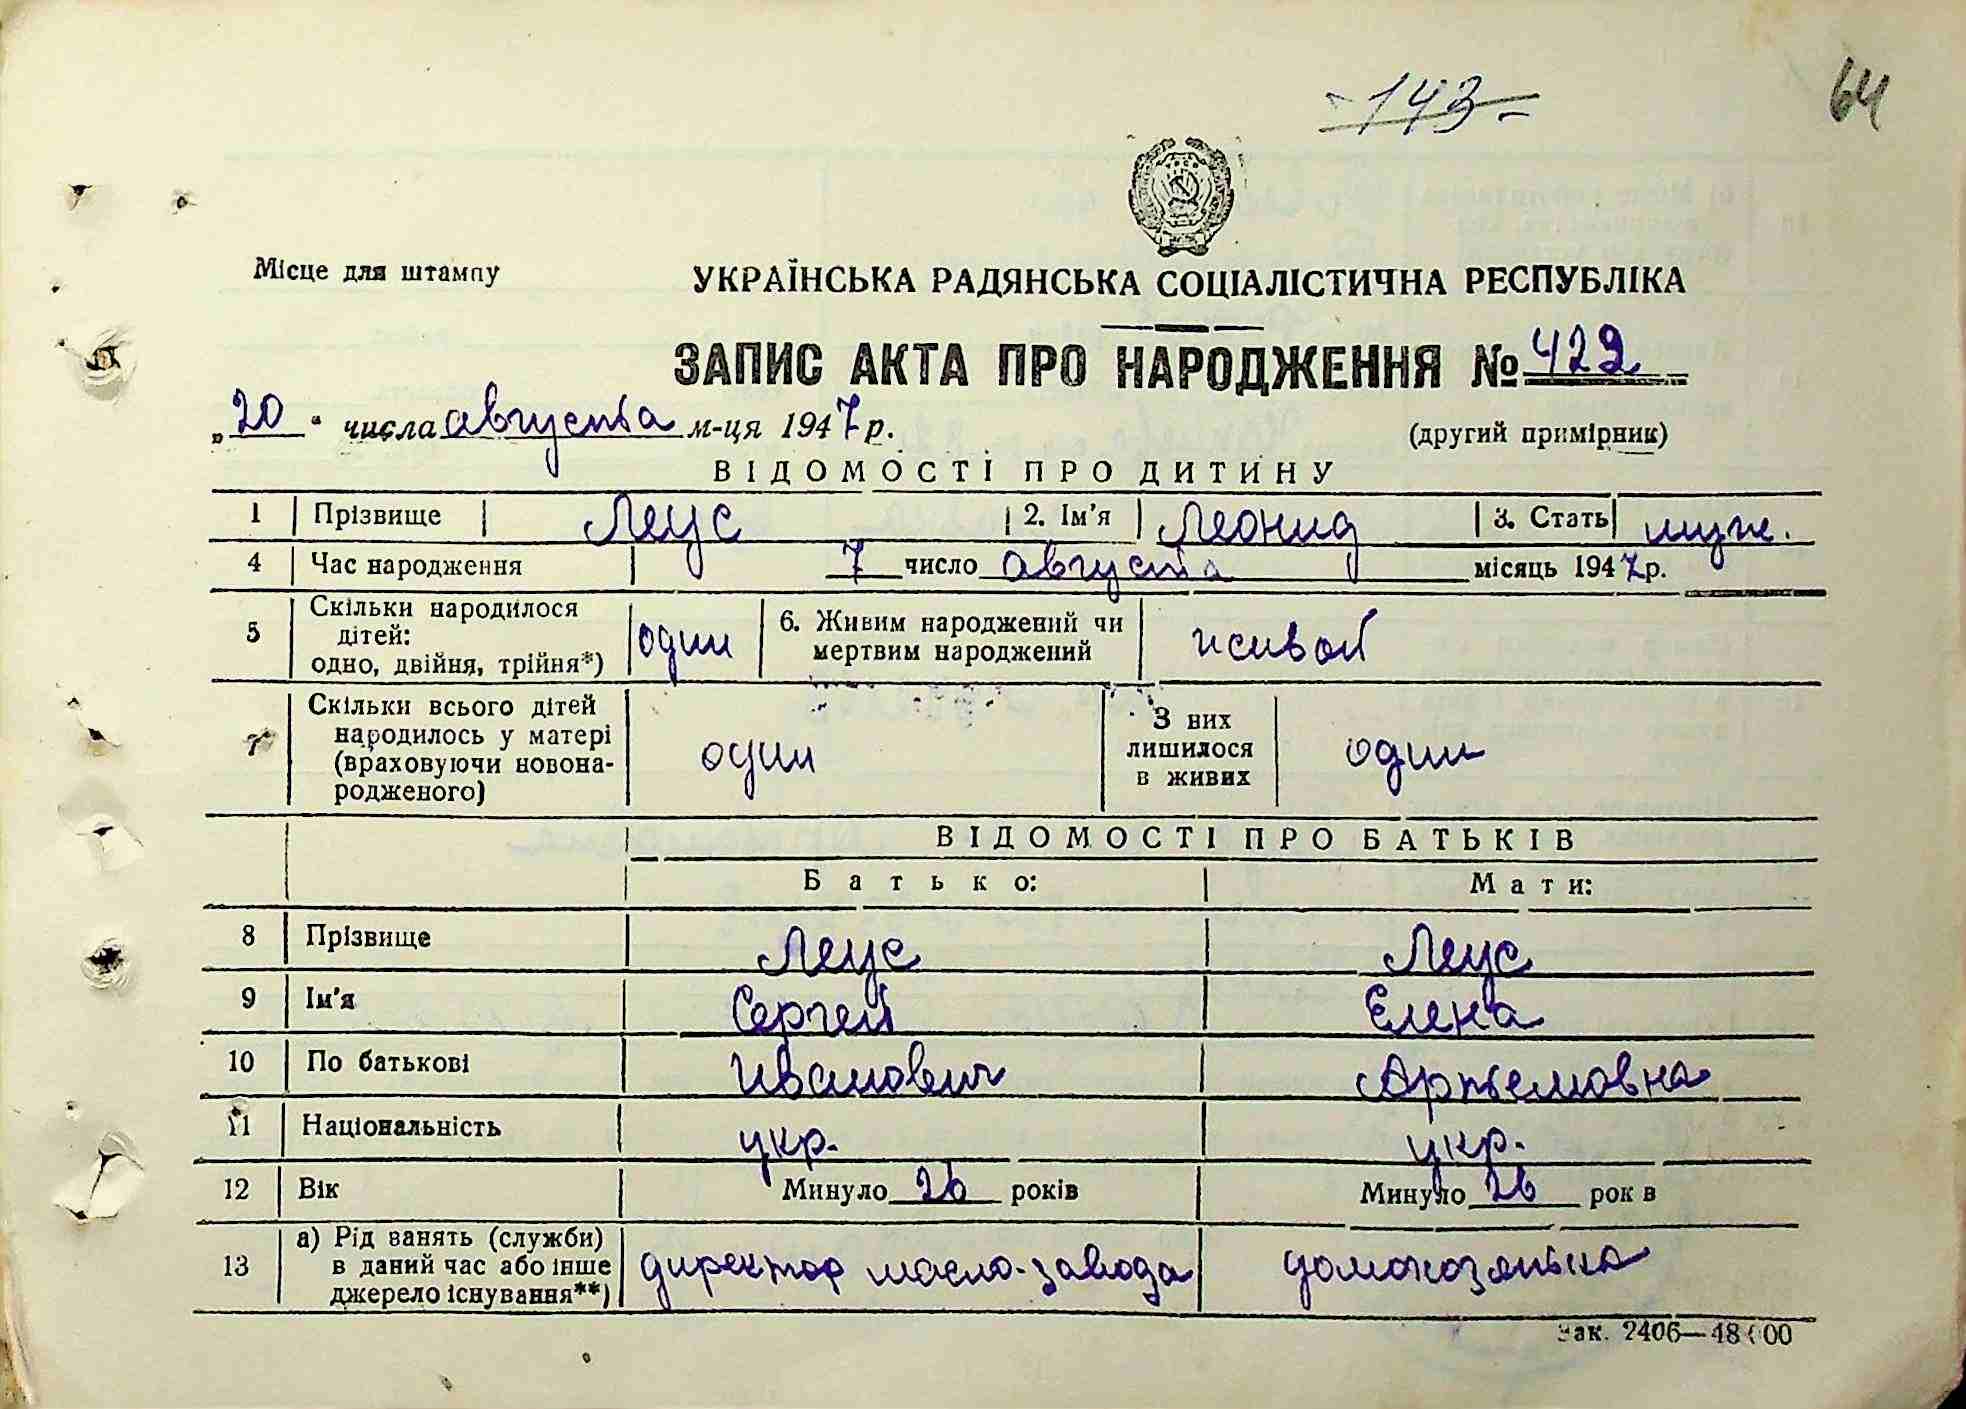 -143-
64
Місце для штампу
УКРАЇНСЬКА РАДЯНСЬКА СОЦІАЛІСТИЧНА РЕСПУБЛІКА
ЗАПИС АКТА ПРО НАРОДЖЕННЯ № 422
„20“ числа августа м-ця 1947 р.
(другий примірник)
ВІДОМОСТІ ПРО ДИТИНУ
1 Прізвище Леус 2. Ім'я Леонид 3. Стать муж.
4 Час народження 7 число августа місяць 1947 р.
5 Скільки народилося дітей: одно, двійня, трійня*) один 6. Живим народжений чи мертвим народжений живой
7 Скільки всього дітей народилось у матері (враховуючи новона-родженого) один З них лишилося в живих один
ВІДОМОСТІ ПРО БАТЬКІВ
Батько: Мати:
8 Прізвище Леус Леус
9 Ім'я Сергей Елена
10 По батькові Иванович Артемовна
11 Національність укр. укр.
12 Вік Минуло 26 років Минуло 26 рок в
13 а) Рід занять (служби) в даний час або інше джерело існування**) директор масло-завода домохозяйка
Зак. 2406—48 000